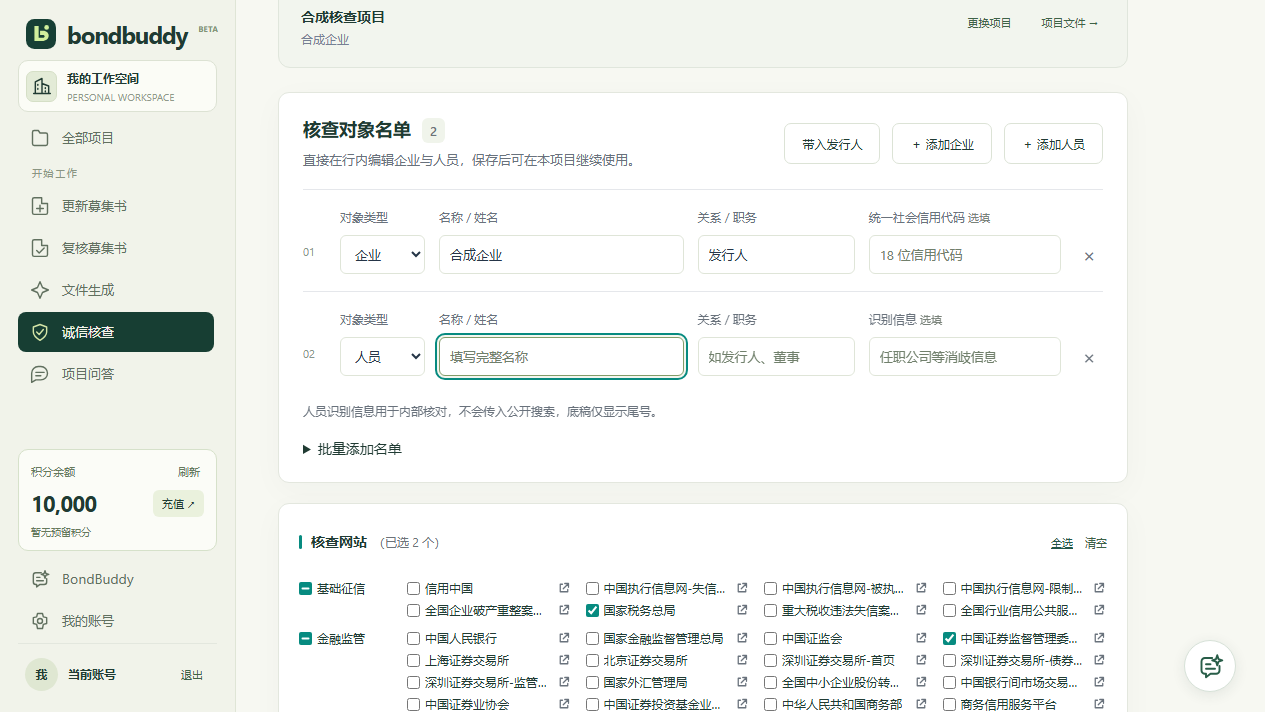 bondbuddy BETA
我的工作空间
PERSONAL WORKSPACE
全部项目
开始工作
更新募集书
复核募集书
文件生成
诚信核查
项目问答
积分余额 刷新
10,000 充值 ↗
暂无预留积分
BondBuddy
我的账号
我 当前账号 退出
合成核查项目
合成企业
更换项目 项目文件 →
核查对象名单 2
直接在行内编辑企业与人员，保存后可在本项目继续使用。
带入发行人 + 添加企业 + 添加人员
对象类型 名称 / 姓名 关系 / 职务 统一社会信用代码 选填
01 企业 合成企业 发行人 18 位信用代码 ×
对象类型 名称 / 姓名 关系 / 职务 识别信息 选填
02 人员 填写完整名称 如发行人、董事 任职公司等消歧信息 ×
人员识别信息用于内部核对，不会传入公开搜索，底稿仅显示尾号。
▶ 批量添加名单
核查网站 (已选 2 个) 全选 清空
基础征信 信用中国 中国执行信息网-失信... 中国执行信息网-被执... 中国执行信息网-限制...
全国企业破产重整案... 国家税务总局 重大税收违法失信案... 全国行业信用公共服...
金融监管 中国人民银行 国家金融监督管理总局 中国证监会 中国证券监督管理委...
上海证券交易所 北京证券交易所 深圳证券交易所-首页 深圳证券交易所-债券...
深圳证券交易所-监管... 国家外汇管理局 全国中小企业股份转... 中国银行间市场交易...
中国证券业协会 中国证券投资基金业... 中华人民共和国商务部 商务信用服务平台